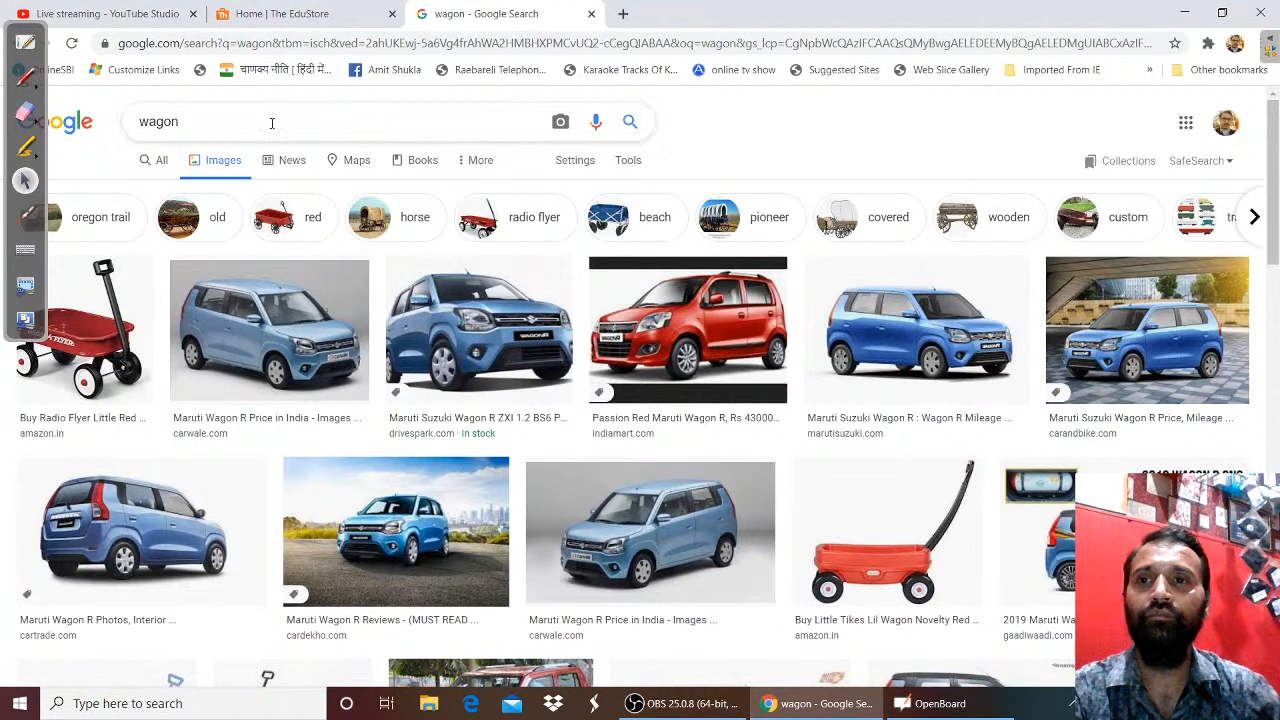 Live streaming - YouTube Studio
Home | The EduStore
wagon - Google Search
google.com/search?q=wagon&tbm=isch&ved=2ahUKEwj-5a6Vg4frAhWA2HMBHXPMCvUQ2-cCegQIABAA&oq=wagon&gs_lcp=CgNpbWcQAzIFCAAQsQMyBwgAELEDEEMyBQgAELEDMgUIABCxAzIF...
OnlineSBI
Customize Links
चाणक्य नीति [ हिंदी में...
Amit Shukla
Raebareli Telephon...
Karaoke Tracks Of K...
online tv show
Suggested Sites
Web Slice Gallery
Imported From IE
»
Other bookmarks
Google
wagon
All
Images
News
Maps
Books
More
Settings
Tools
Collections
SafeSearch
oregon trail
old
red
horse
radio flyer
beach
pioneer
covered
wooden
custom
Buy Radio Flyer Little Red ...
amazon.in
Maruti Wagon R Price in India - Images ...
carwale.com
Maruti Suzuki Wagon R ZXI 1.2 BS6 P...
drivespark.com · In stock
Passion Red Maruti Wagon R, Rs 43000...
indiamart.com
Maruti Suzuki Wagon R : Wagon R Mileage ...
marutisuzuki.com
Maruti Suzuki Wagon R Price, Mileage ...
carandbike.com
Maruti Wagon R Photos, Interior ...
cartrade.com
Maruti Wagon R Reviews - (MUST READ ...
cardekho.com
Maruti Wagon R Price in India - Images ...
carwale.com
Buy Little Tikes Lil Wagon Novelty Red ...
amazon.in
2019 Maruti Wa
gaadiwaadi.com
Type here to search
OBS 25.0.8 (64-bit, ...
wagon - Google Se...
OpenBoard